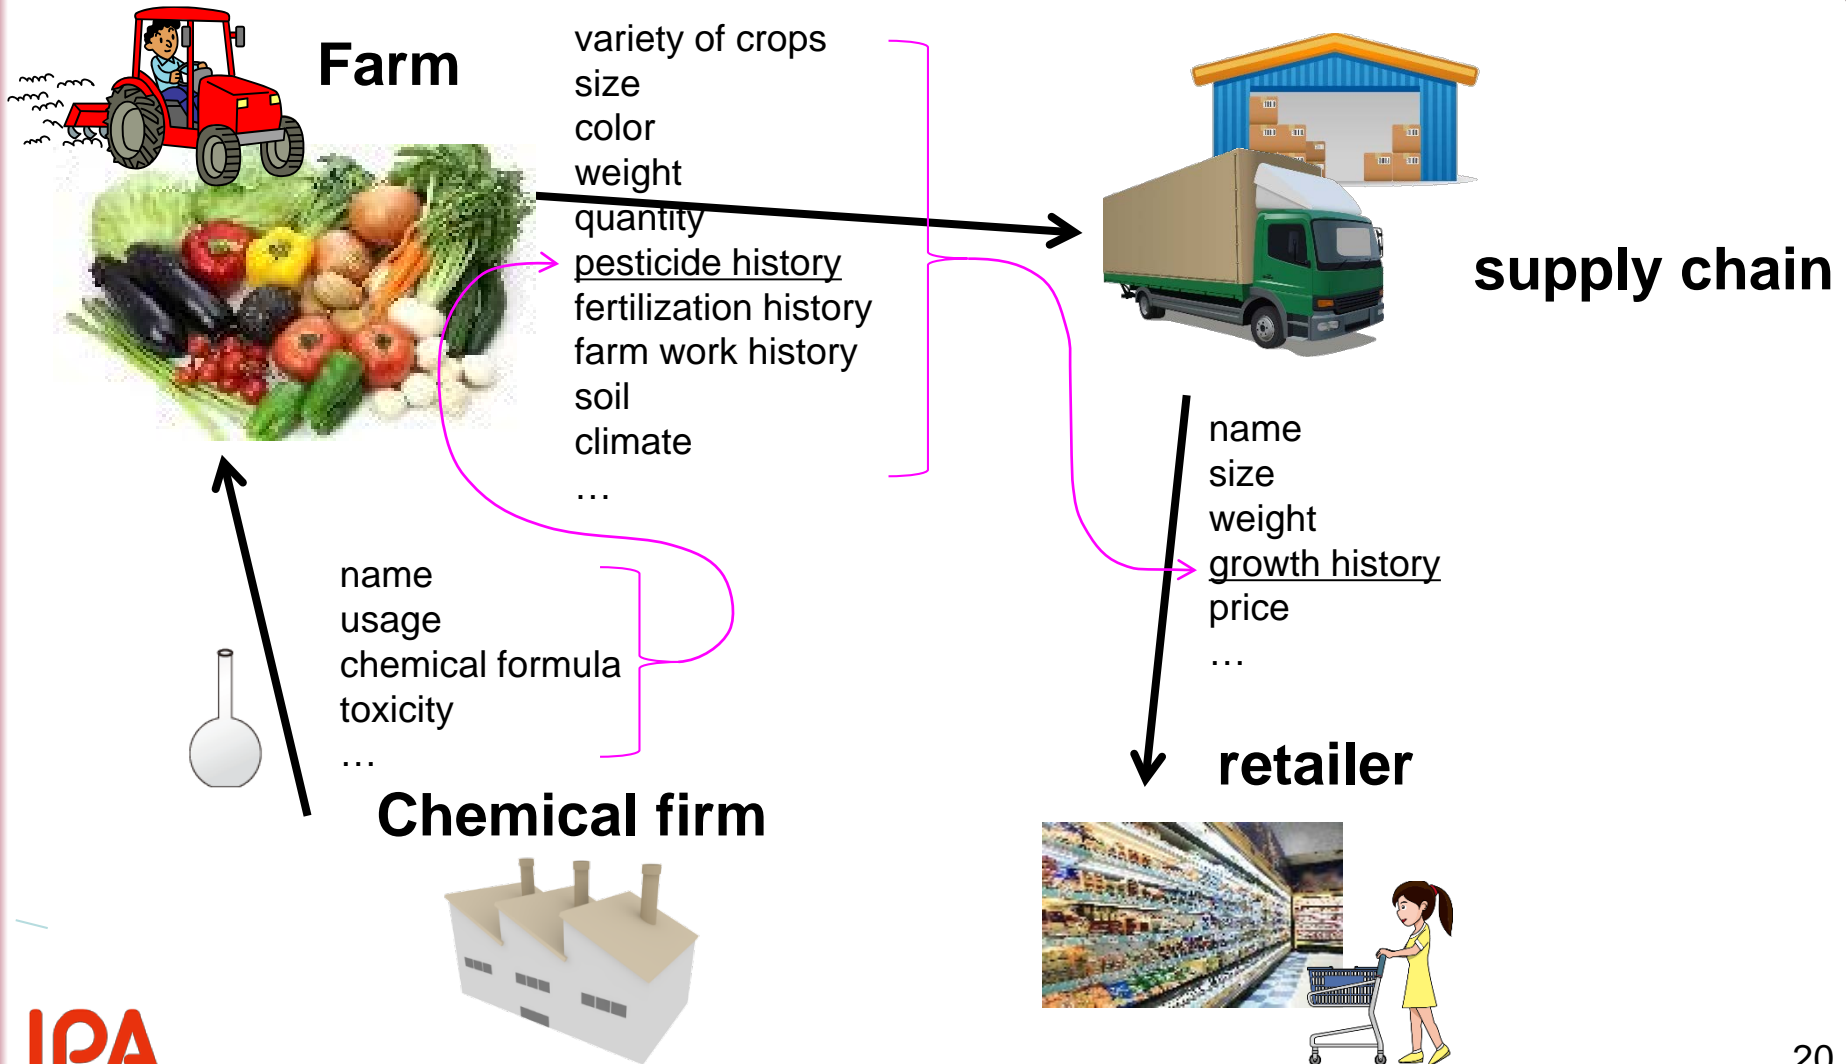 Farm
variety of crops
size
color
weight
quantity
pesticide history
fertilization history
farm work history
soil
climate
…
supply chain
name
size
weight
growth history
price
…
name
usage
chemical formula
toxicity
…
Chemical firm
retailer
IPA
20